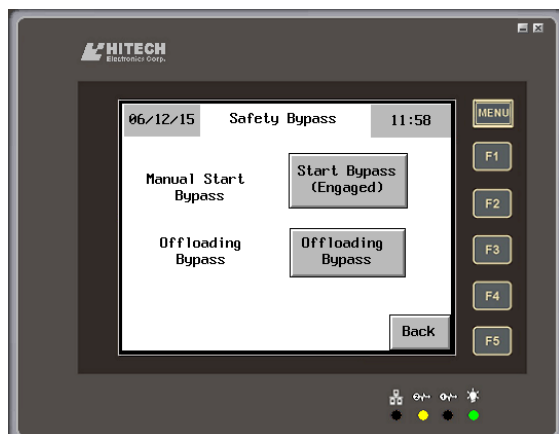 HITECH
Electronics Corp.
06/12/15 Safety Bypass 11:58
MENU
F1
Manual Start
Bypass
Start Bypass
(Engaged)
F2
Offloading
Bypass
Offloading
Bypass
F3
F4
Back
F5